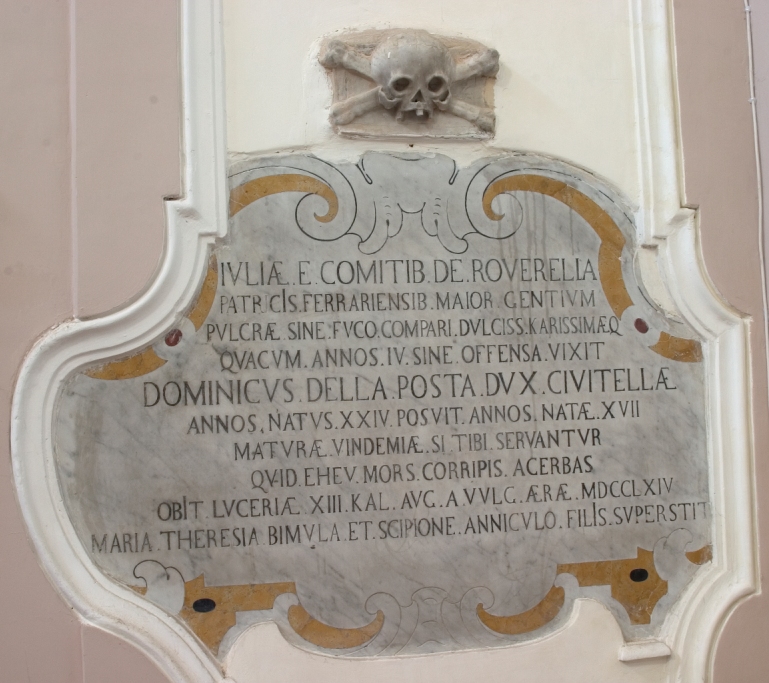 IVLIÆ.E.COMITIB.DE.ROVERELIA
PATRICIS.FERRARIENSIB.MAIOR.GENTIVM
PVLCRÆ.SINE.FVCO.COMPARI.DVLCISS.KARISSIMÆQ
QVACVM.ANNOS.IV.SINE.OFFENSA.VIXIT
DOMINICVS.DELLA.POSTA.DVX.CIVITELLÆ
ANNOS.NATVS.XXIV.POSVIT.ANNOS.NATÆ.XVII
MATVRÆ.VINDEMIÆ.SI.TIBI.SERVANTVR
QVID.EHEV.MORS.CORRIPIS.ACERBAS
OBIT.LVCERIÆ.XIII.KAL.AVG.A.VVLG.ÆRÆ.MDCCLXIV
MARIA.THERESIA.BIMVLA.ET.SCIPIONE.ANNICVLO.FILIS.SVPERSTIT